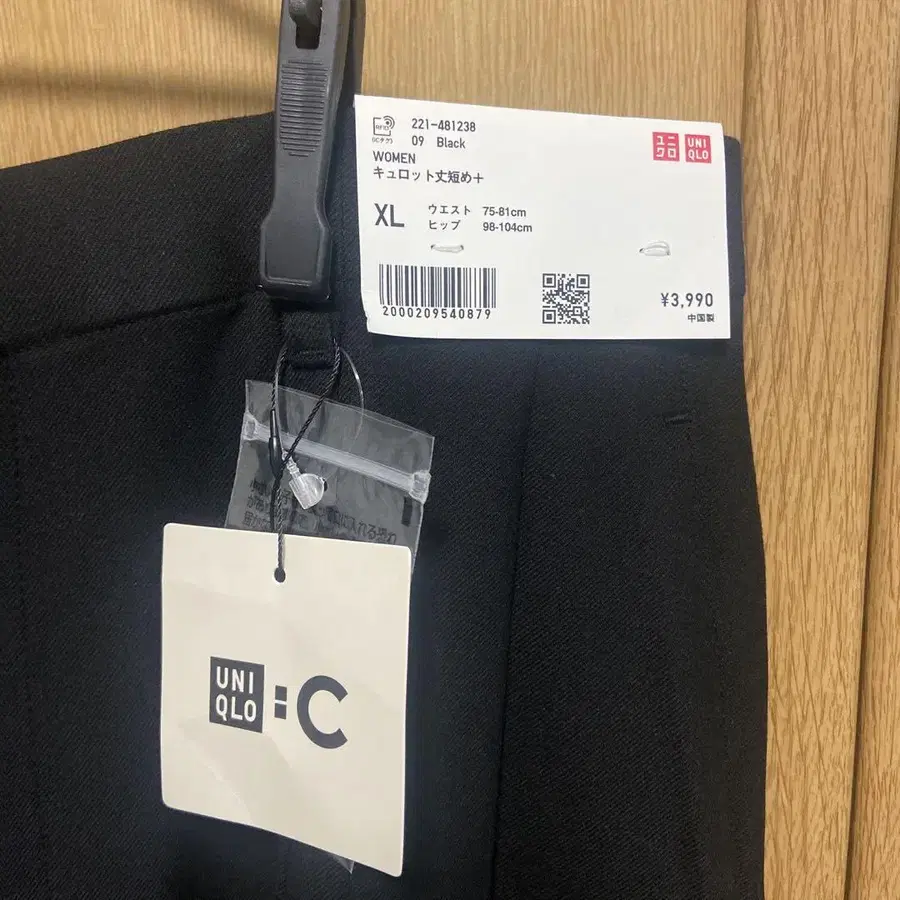 RFID
(ICタグ)
221-481238
09 Black
WOMEN
キュロット丈短め+
ユニ
クロ
UNI
QLO
XL
ウエスト 75-81cm
ヒップ 98-104cm
2000209540879
¥3,990
中国製
UNI
QLO
:C